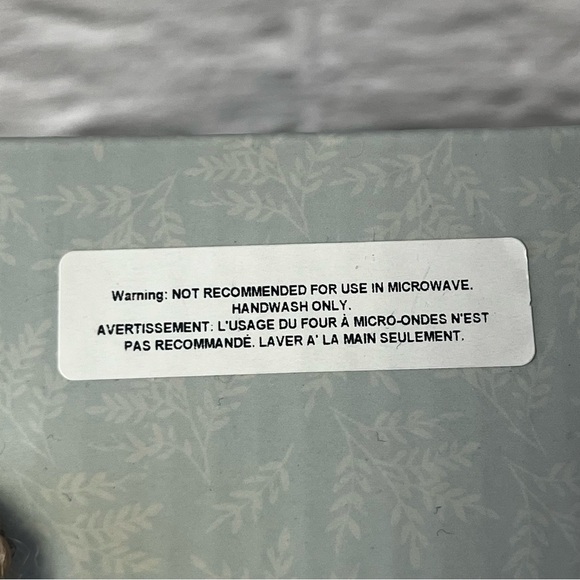 Warning: NOT RECOMMENDED FOR USE IN MICROWAVE.
HANDWASH ONLY.
AVERTISSEMENT: L'USAGE DU FOUR À MICRO-ONDES N'EST
PAS RECOMMANDÉ. LAVER A' LA MAIN SEULEMENT.